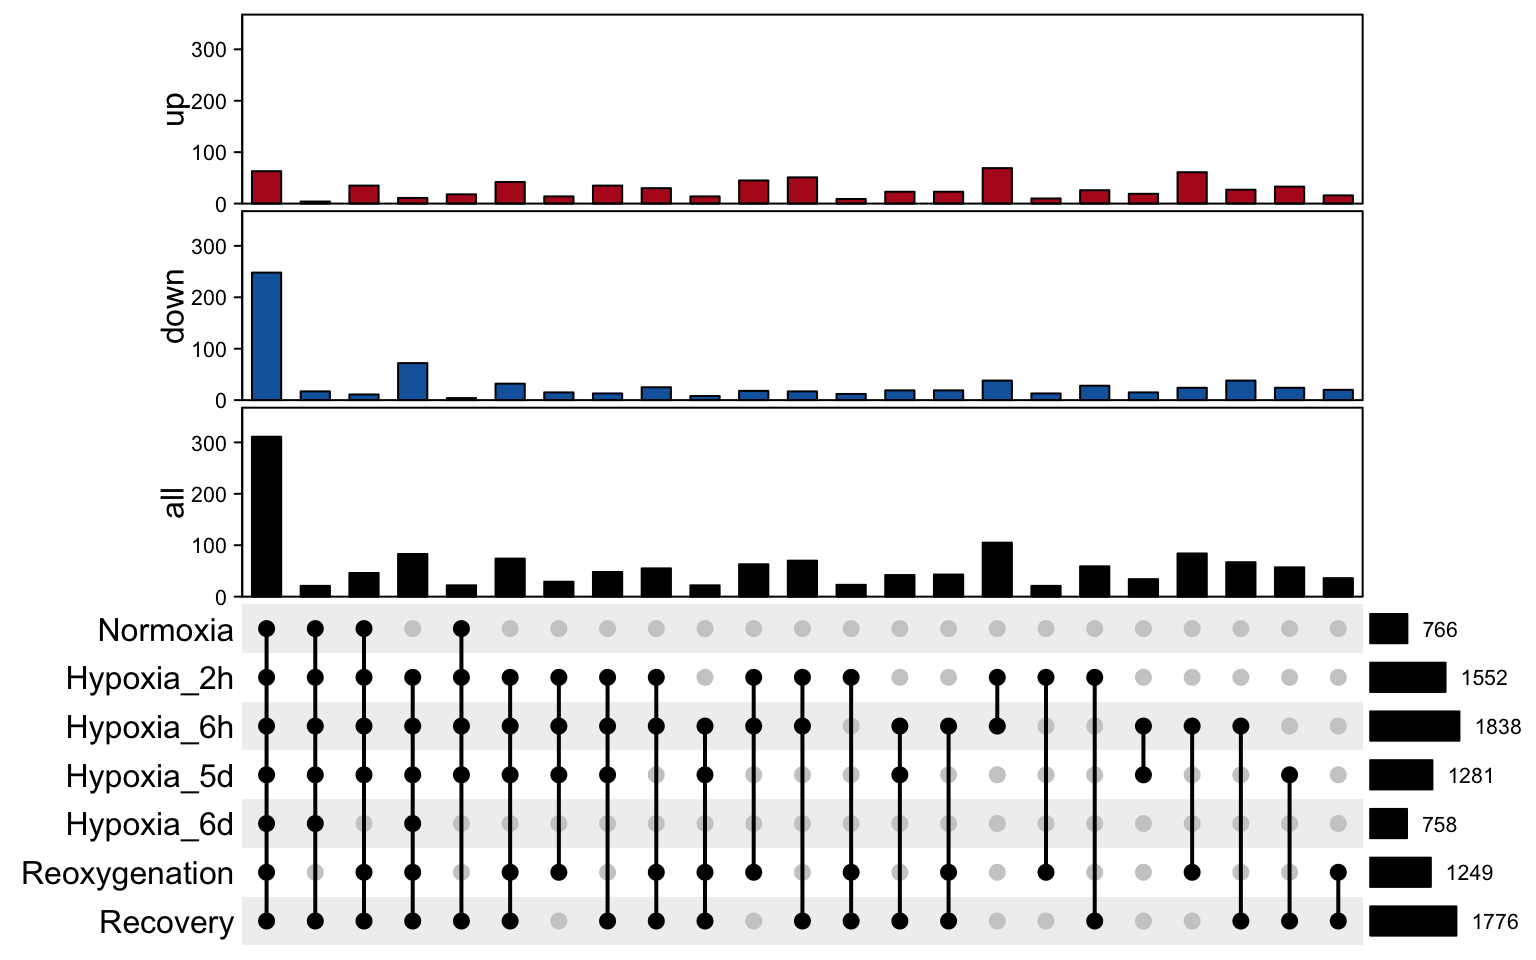 up
300
200
100
0
down
300
200
100
0
all
300
200
100
0
Normoxia 766
Hypoxia_2h 1552
Hypoxia_6h 1838
Hypoxia_5d 1281
Hypoxia_6d 758
Reoxygenation 1249
Recovery 1776